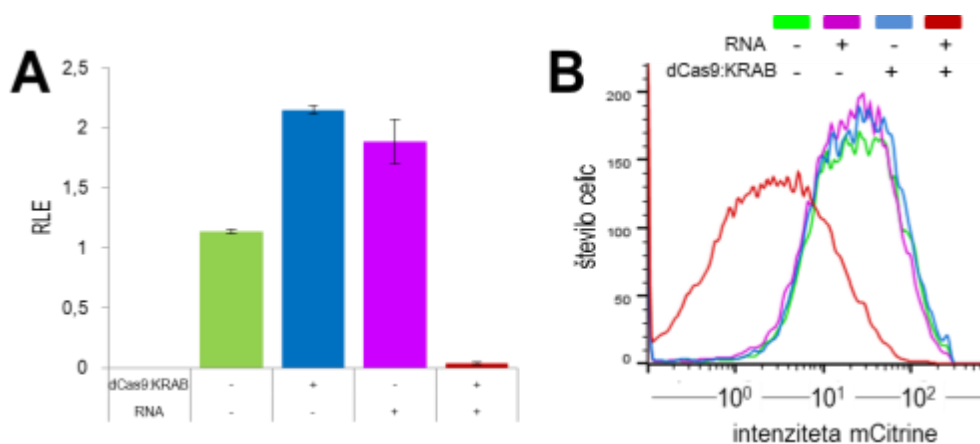 A
RLE
2,5
2
1,5
1
0,5
0
dCas9:KRAB - + - +
RNA - - + +
B
RNA - + - +
dCas9:KRAB - - + +
število celic
200
150
100
50
0
10⁰ 10¹ 10²
intenziteta mCitrine